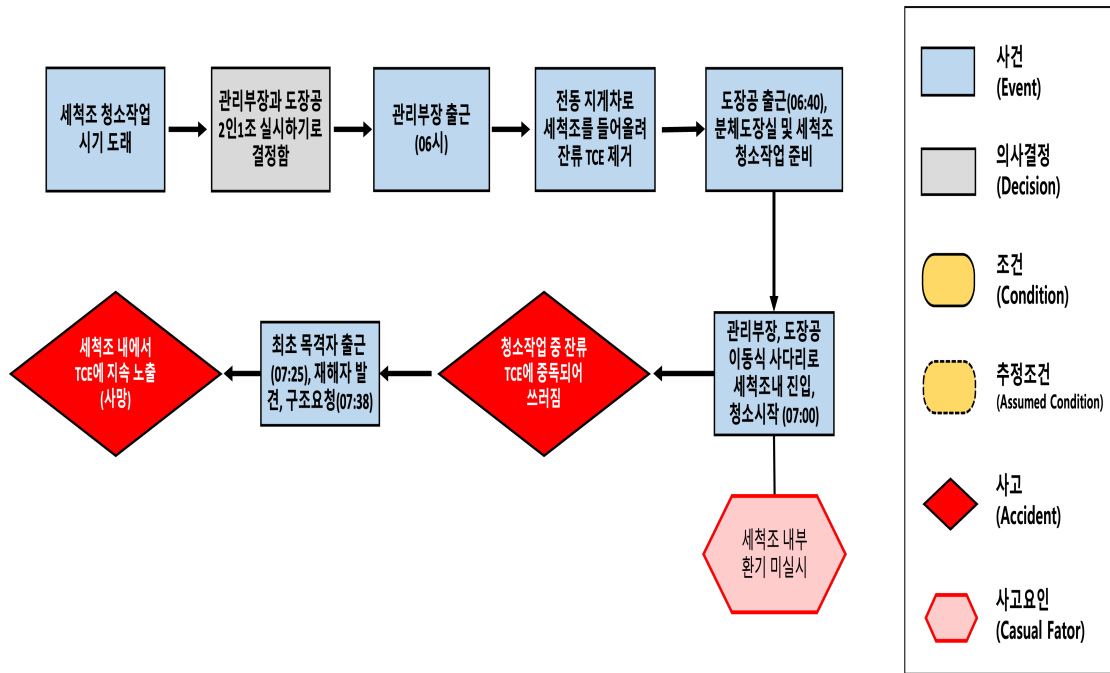 세척조 청소작업
시기 도래
관리부장과 도장공
2인1조 실시하기로
결정함
관리부장 출근
(06시)
전동 지게차로
세척조를 들어올려
잔류 TCE 제거
도장공 출근(06:40),
분체도장실 및 세척조
청소작업 준비
관리부장, 도장공
이동식 사다리로
세척조내 진입,
청소시작 (07:00)
세척조 내부
환기 미실시
청소작업 중 잔류
TCE에 중독되어
쓰러짐
최초 목격자 출근
(07:25), 재해자 발
견, 구조요청(07:38)
세척조 내에서
TCE에 지속 노출
(사망)
사건
(Event)
의사결정
(Decision)
조건
(Condition)
추정조건
(Assumed Condition)
사고
(Accident)
사고요인
(Casual Fator)